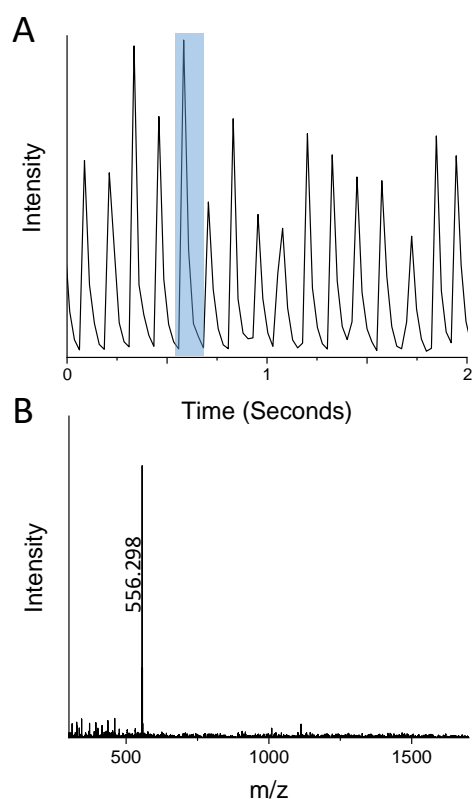 A
Intensity
0
1
2
Time (Seconds)
B
Intensity
556.298
500
1000
1500
m/z